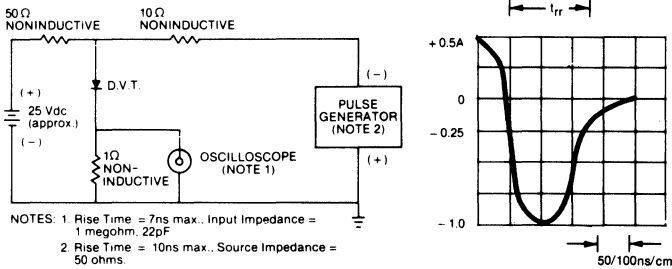 50 Ω
NONINDUCTIVE
10 Ω
NONINDUCTIVE
trr
(+)
25 Vdc
(approx.)
(−)
D.V.T.
1Ω
NON-
INDUCTIVE
OSCILLOSCOPE
(NOTE 1)
(−)
PULSE
GENERATOR
(NOTE 2)
(+)
+ 0.5A
0
− 0.25
− 1.0
50/100ns/cm
NOTES: 1. Rise Time = 7ns max., Input Impedance =
1 megohm, 22pF
2. Rise Time = 10ns max., Source Impedance =
50 ohms.